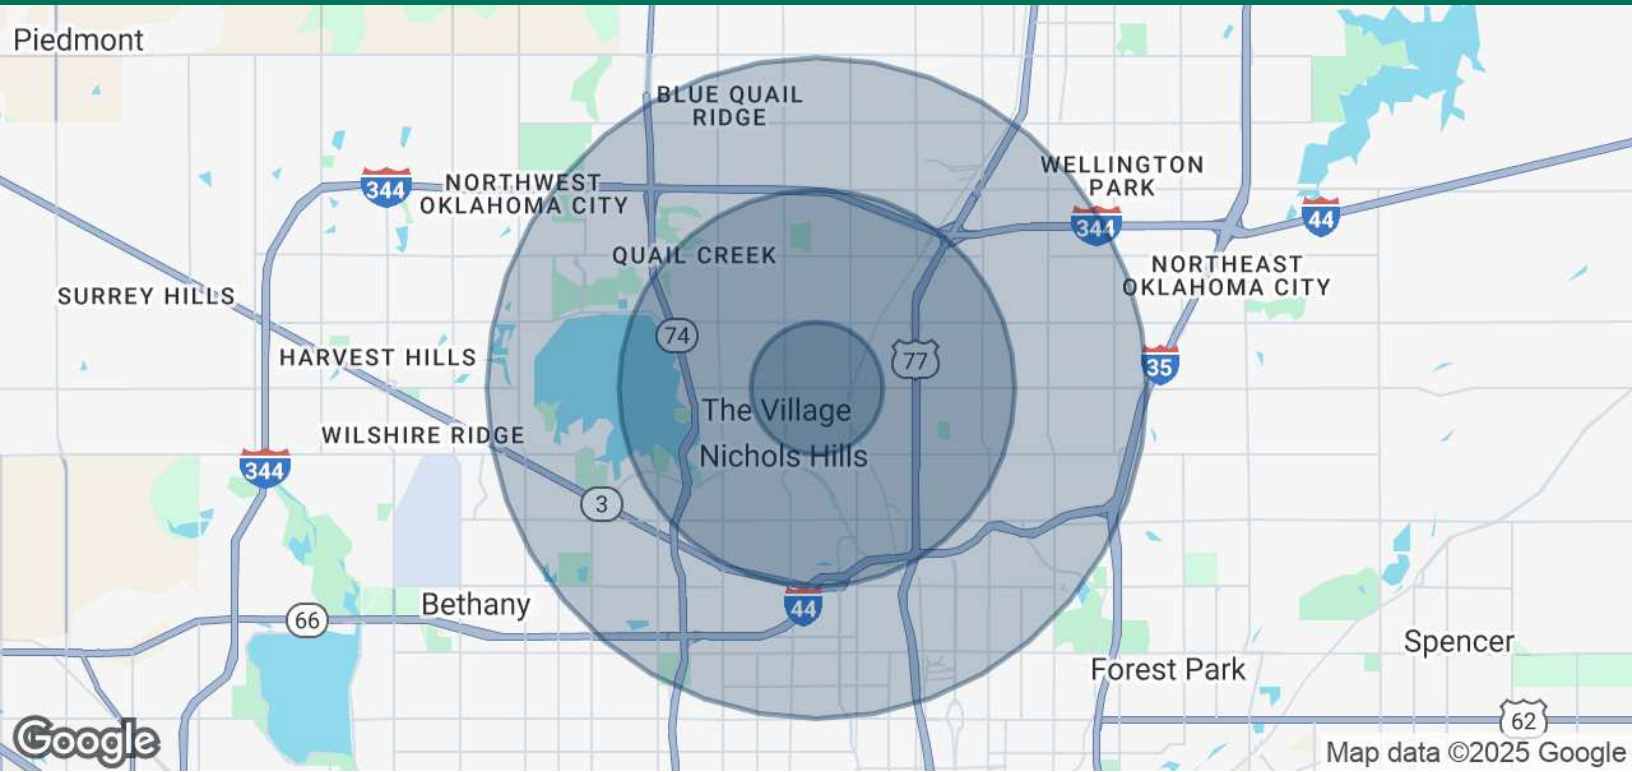 Piedmont
BLUE QUAIL
RIDGE
WELLINGTON
PARK
344
NORTHWEST
OKLAHOMA CITY
344
44
QUAIL CREEK
NORTHEAST
OKLAHOMA CITY
SURREY HILLS
74
HARVEST HILLS
77
35
The Village
WILSHIRE RIDGE
Nichols Hills
344
3
Bethany
44
66
Spencer
Forest Park
62
Google
Map data ©2025 Google